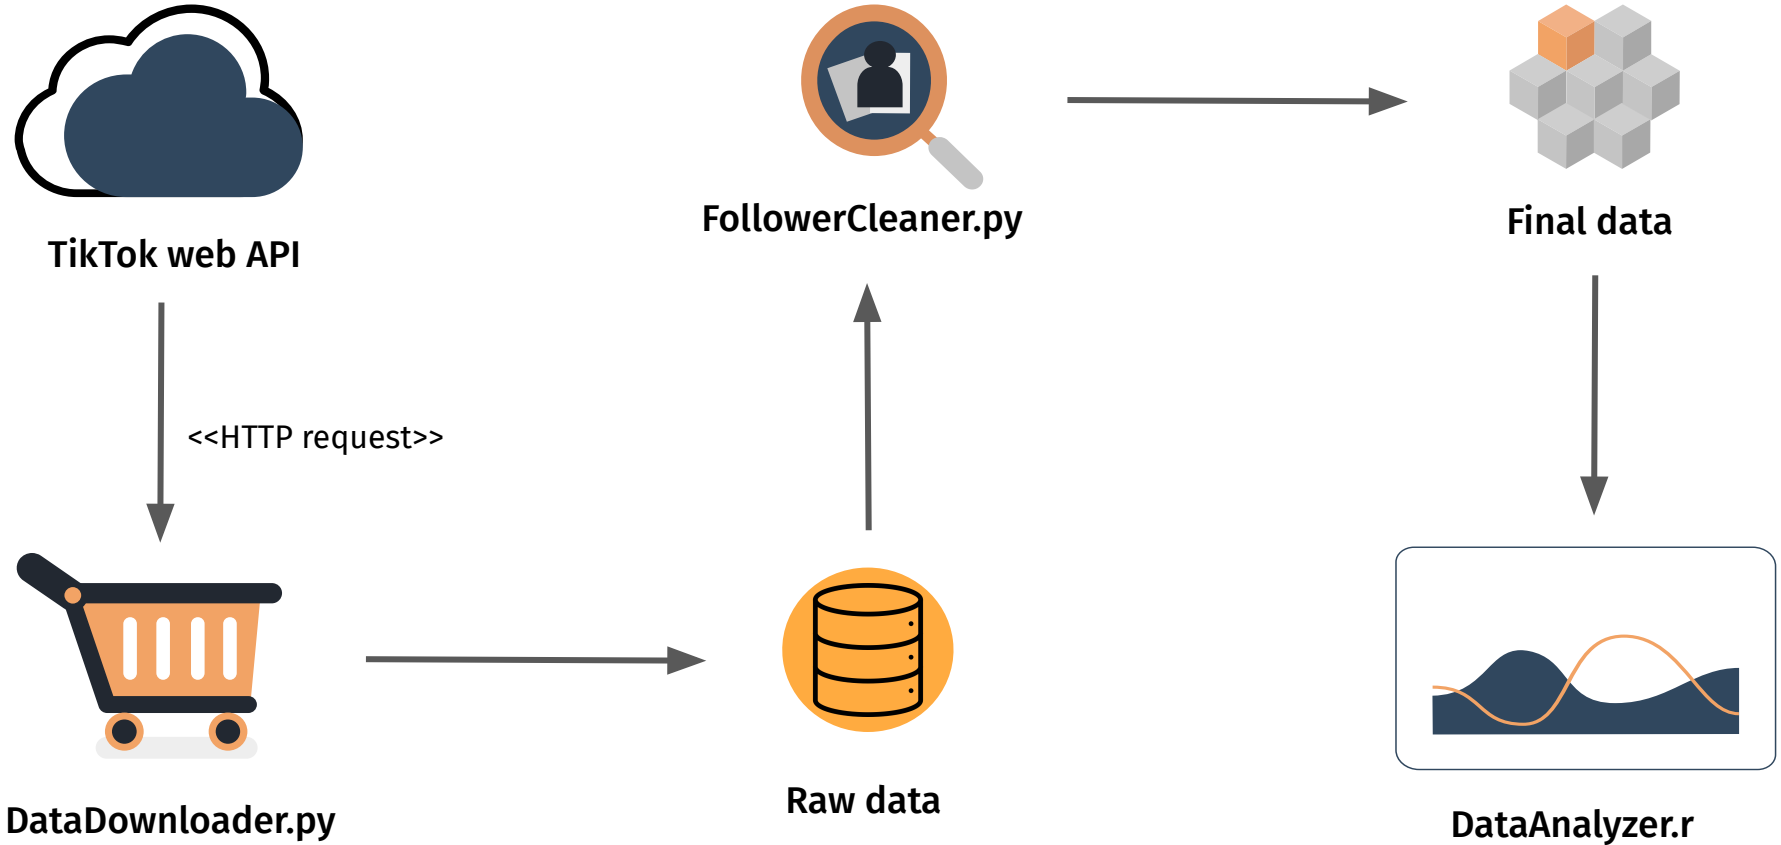 TikTok web API
<<HTTP request>>
DataDownloader.py
Raw data
FollowerCleaner.py
Final data
DataAnalyzer.r